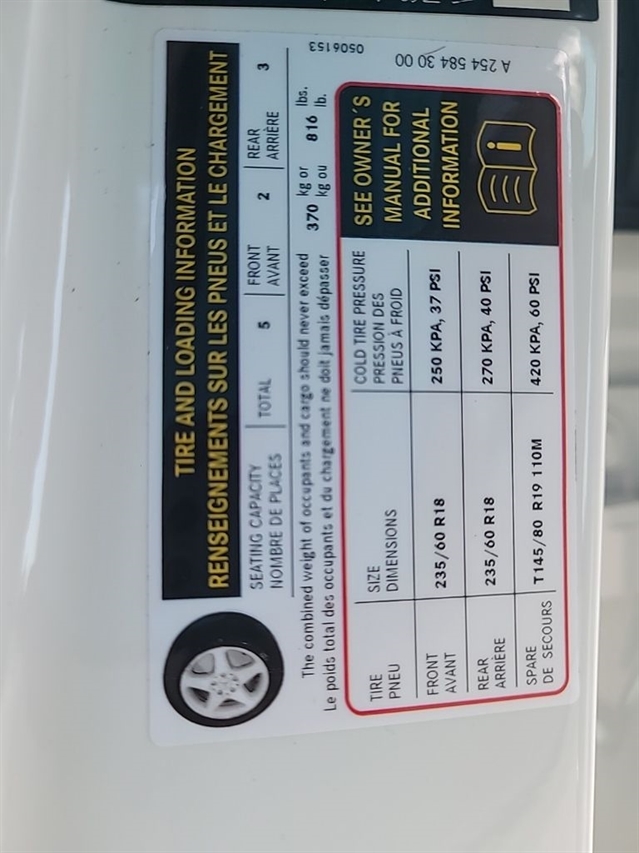 TIRE AND LOADING INFORMATION
RENSEIGNEMENTS SUR LES PNEUS ET LE CHARGEMENT
SEATING CAPACITY
NOMBRE DE PLACES
TOTAL 5
FRONT
AVANT
2
REAR
ARRIÈRE
3
The combined weight of occupants and cargo should never exceed
Le poids total des occupants et du chargement ne doit jamais dépasser
370 kg or
kg ou
816 lbs.
lb.
TIRE
PNEU
SIZE
DIMENSIONS
COLD TIRE PRESSURE
PRESSION DES
PNEUS À FROID
FRONT
AVANT
235/60 R18
250 KPA, 37 PSI
REAR
ARRIÈRE
235/60 R18
270 KPA, 40 PSI
SPARE
DE SECOURS
T145/80 R19 110M
420 KPA, 60 PSI
SEE OWNER'S
MANUAL FOR
ADDITIONAL
INFORMATION
i
0506153
A 254 584 30 00